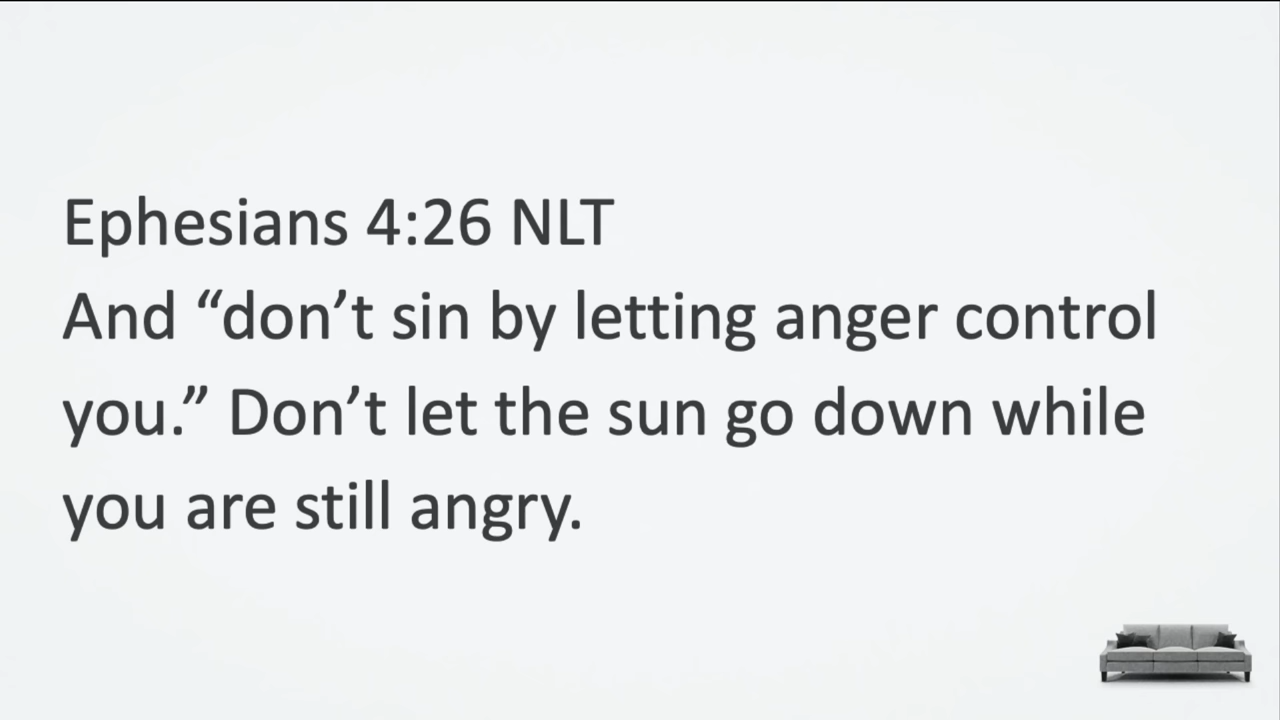 Ephesians 4:26 NLT
And “don’t sin by letting anger control
you.” Don’t let the sun go down while
you are still angry.